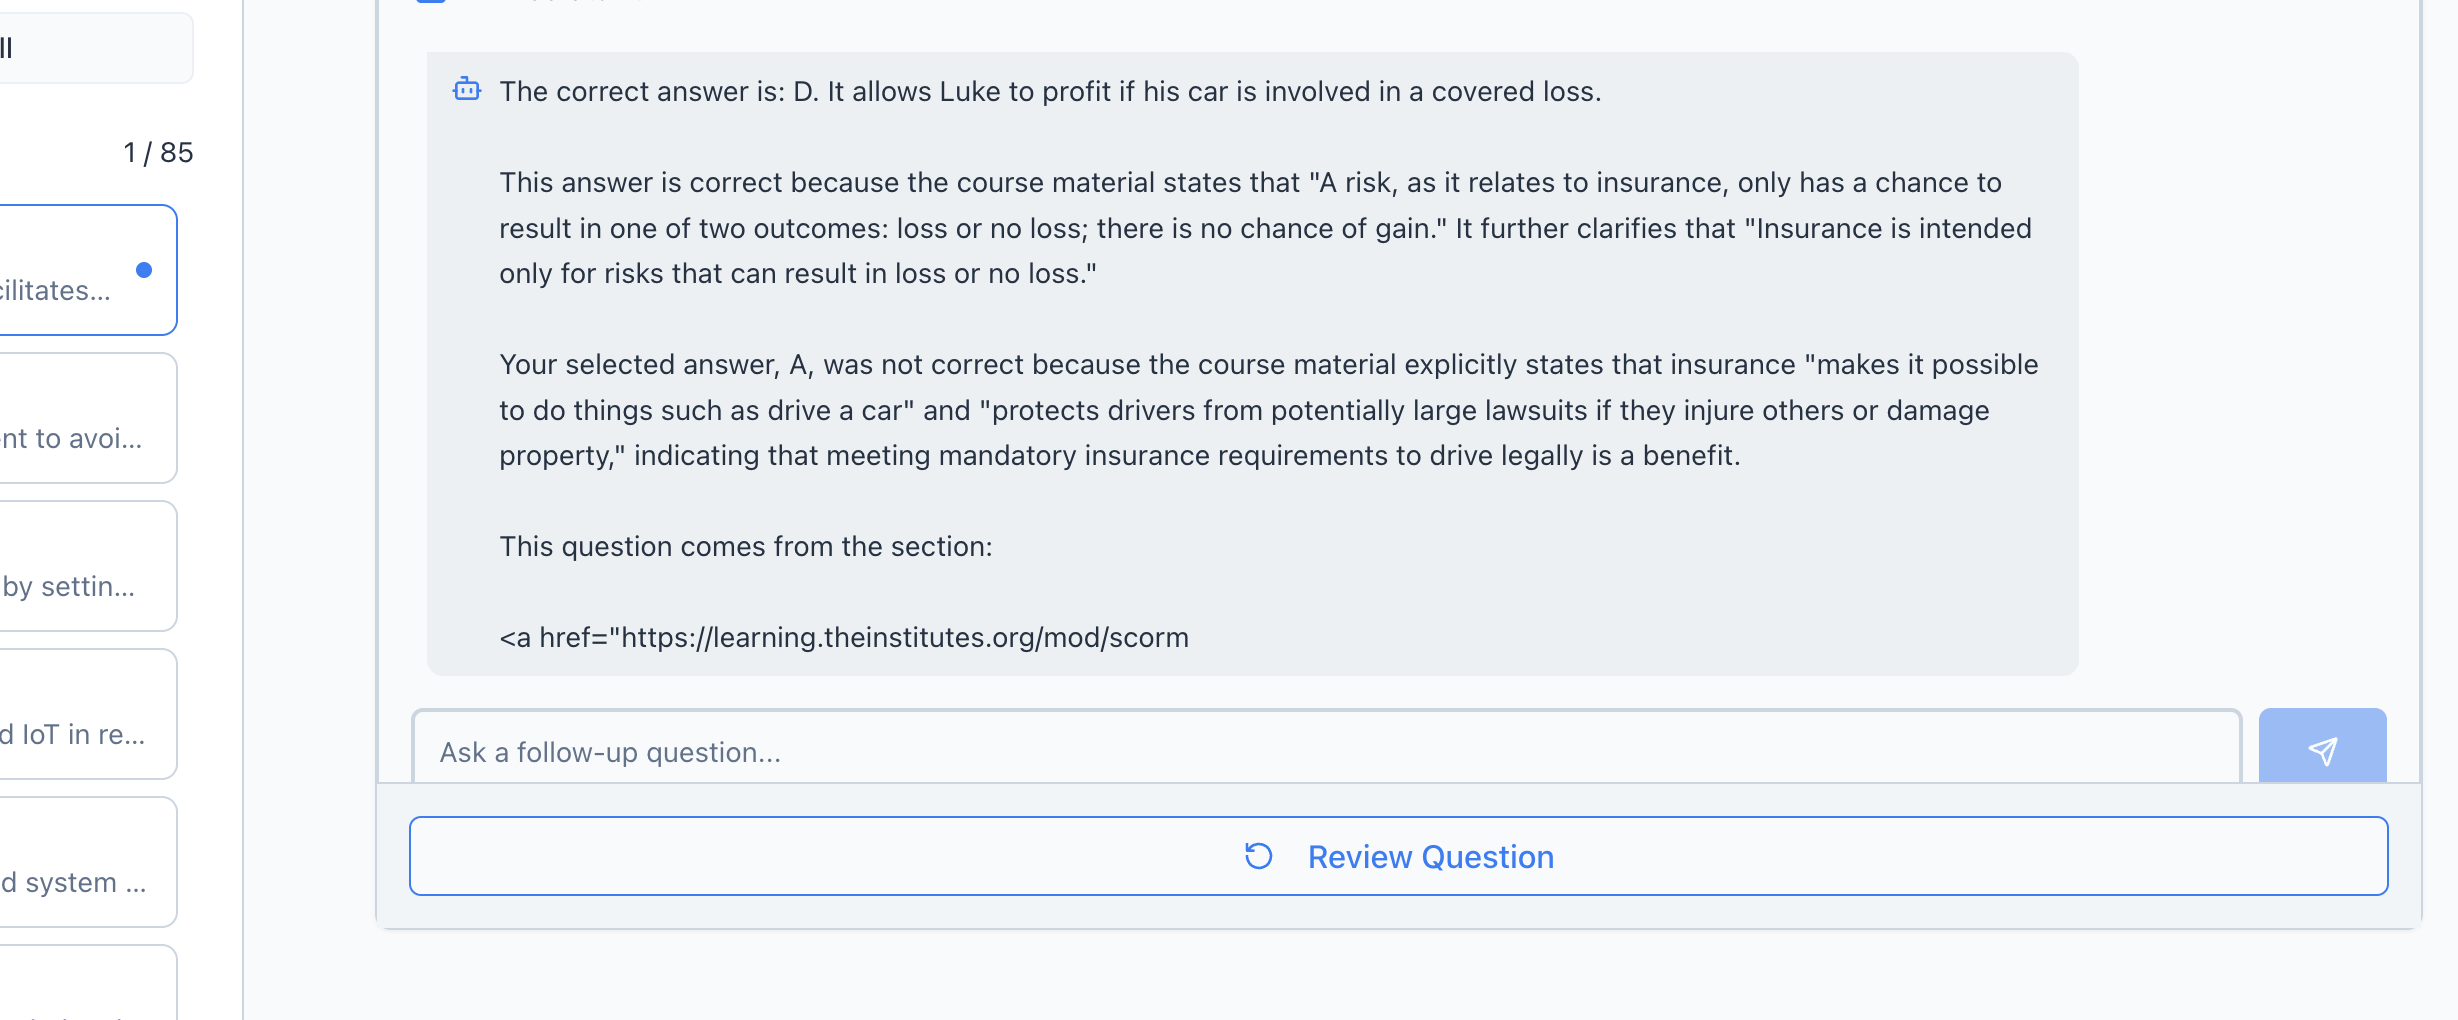 ll
1 / 85
cilitates...
nt to avoi...
by settin...
d IoT in re...
d system ...
The correct answer is: D. It allows Luke to profit if his car is involved in a covered loss.
This answer is correct because the course material states that "A risk, as it relates to insurance, only has a chance to
result in one of two outcomes: loss or no loss; there is no chance of gain." It further clarifies that "Insurance is intended
only for risks that can result in loss or no loss."
Your selected answer, A, was not correct because the course material explicitly states that insurance "makes it possible
to do things such as drive a car" and "protects drivers from potentially large lawsuits if they injure others or damage
property," indicating that meeting mandatory insurance requirements to drive legally is a benefit.
This question comes from the section:
<a href="https://learning.theinstitutes.org/mod/scorm
Ask a follow-up question...
Review Question